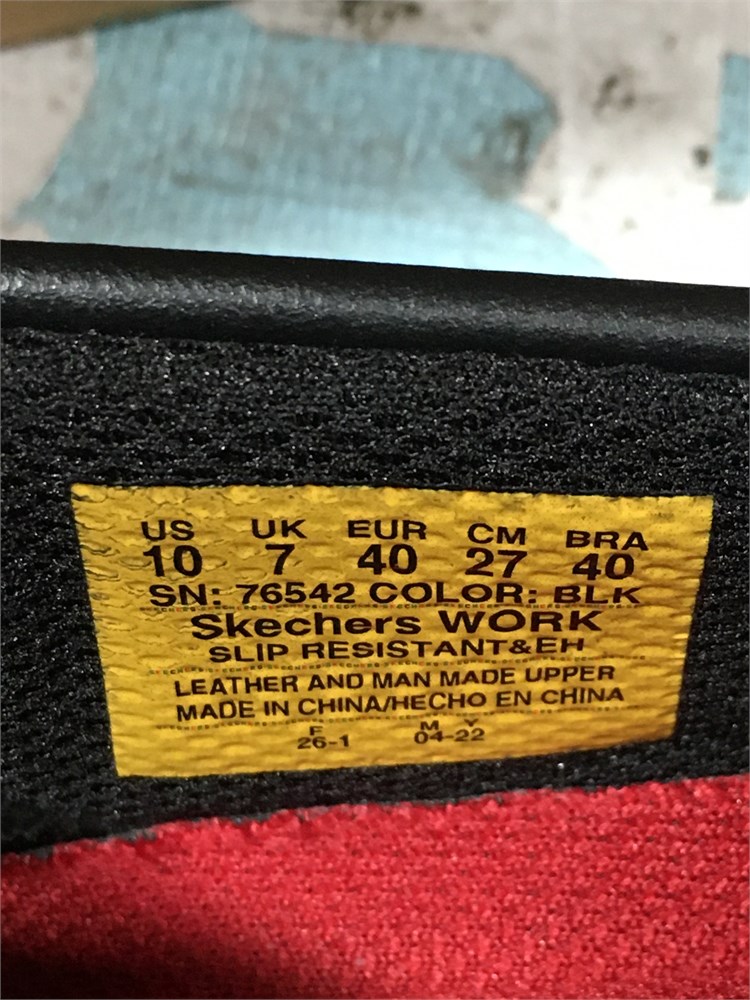 US UK EUR CM BRA
10 7 40 27 40
SN: 76542 COLOR: BLK
Skechers WORK
SLIP RESISTANT&EH
LEATHER AND MAN MADE UPPER
MADE IN CHINA/HECHO EN CHINA
F M Y
26-1 04-22